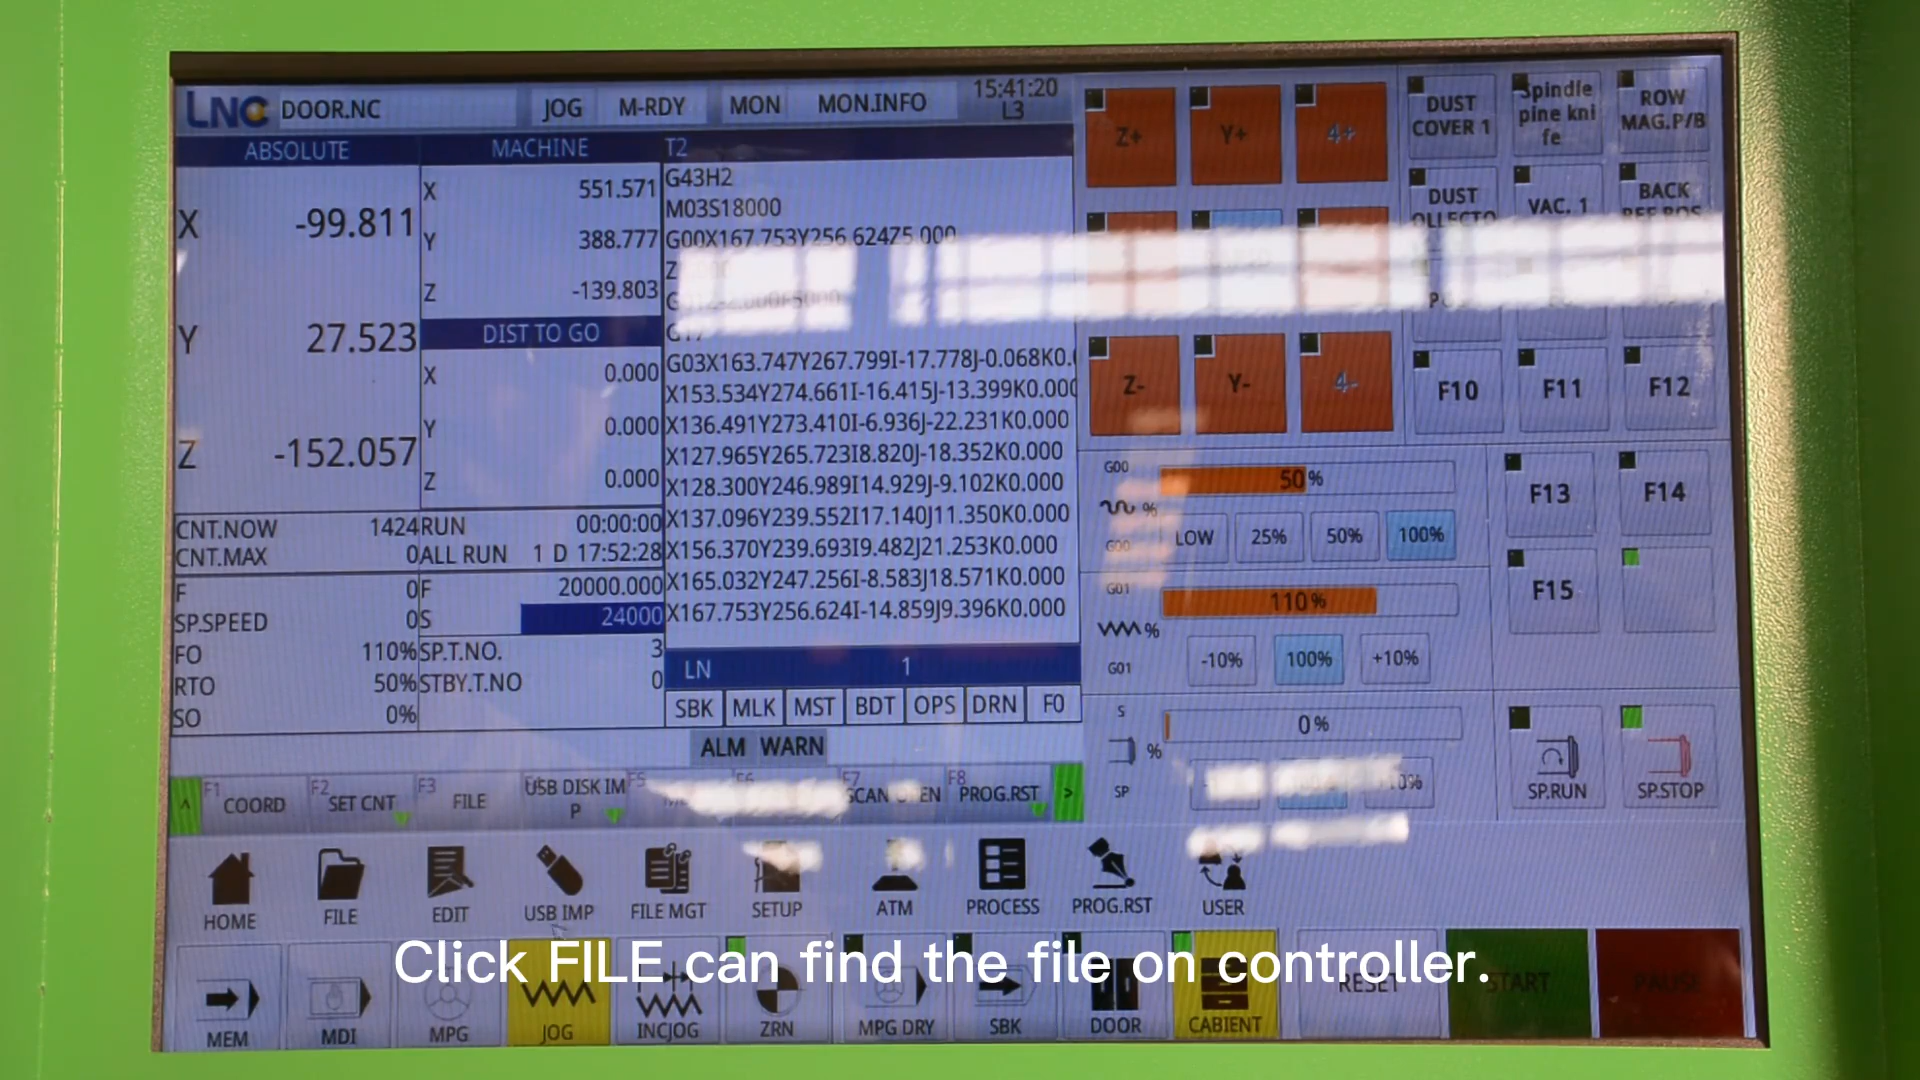 LNC DOOR.NC JOG M-RDY MON MON.INFO 15:41:20
L3
ABSOLUTE MACHINE T2
X -99.811
Y 27.523
Z -152.057
X 551.571
Y 388.777
Z -139.803
DIST TO GO
X 0.000
Y 0.000
Z 0.000
G43H2
M03S18000
G00X167.753Y256.624Z5.000
G03X163.747Y267.799I-17.778J-0.068K0.
X153.534Y274.661I-16.415J-13.399K0.000
X136.491Y273.410I-6.936J-22.231K0.000
X127.965Y265.723I8.820J-18.352K0.000
X128.300Y246.989I14.929J-9.102K0.000
X137.096Y239.552I17.140J11.350K0.000
X156.370Y239.693I9.482J21.253K0.000
X165.032Y247.256I-8.583J18.571K0.000
X167.753Y256.624I-14.859J9.396K0.000
CNT.NOW 1424 RUN 00:00:00
CNT.MAX 0 ALL RUN 1 D 17:52:28
F 0 F 20000.000
SP.SPEED 0 S 24000
FO 110% SP.T.NO. 3
RTO 50% STBY.T.NO 0
SO 0%
LN 1
SBK MLK MST BDT OPS DRN F0
ALM WARN
F1 COORD F2 SET CNT F3 FILE USB DISK IM
P F5 F6 F7 F8 PROG.RST >
HOME FILE EDIT USB IMP FILE MGT SETUP ATM PROCESS PROG.RST USER
Z+ Y+ 4+
Z- Y- 4-
DUST
COVER 1
Spindle
pine kni
fe
ROW
MAG.P/B
DUST
VAC. 1
BACK
F10 F11 F12
F13 F14
F15
G00 50%
%
G00 LOW 25% 50% 100%
G01 110%
%
G01 -10% 100% +10%
S 0%
%
SP
SP.RUN SP.STOP
Click FILE can find the file on controller.
MEM MDI MPG JOG INCJOG ZRN MPG DRY SBK DOOR CABIENT RESET START PAUSE